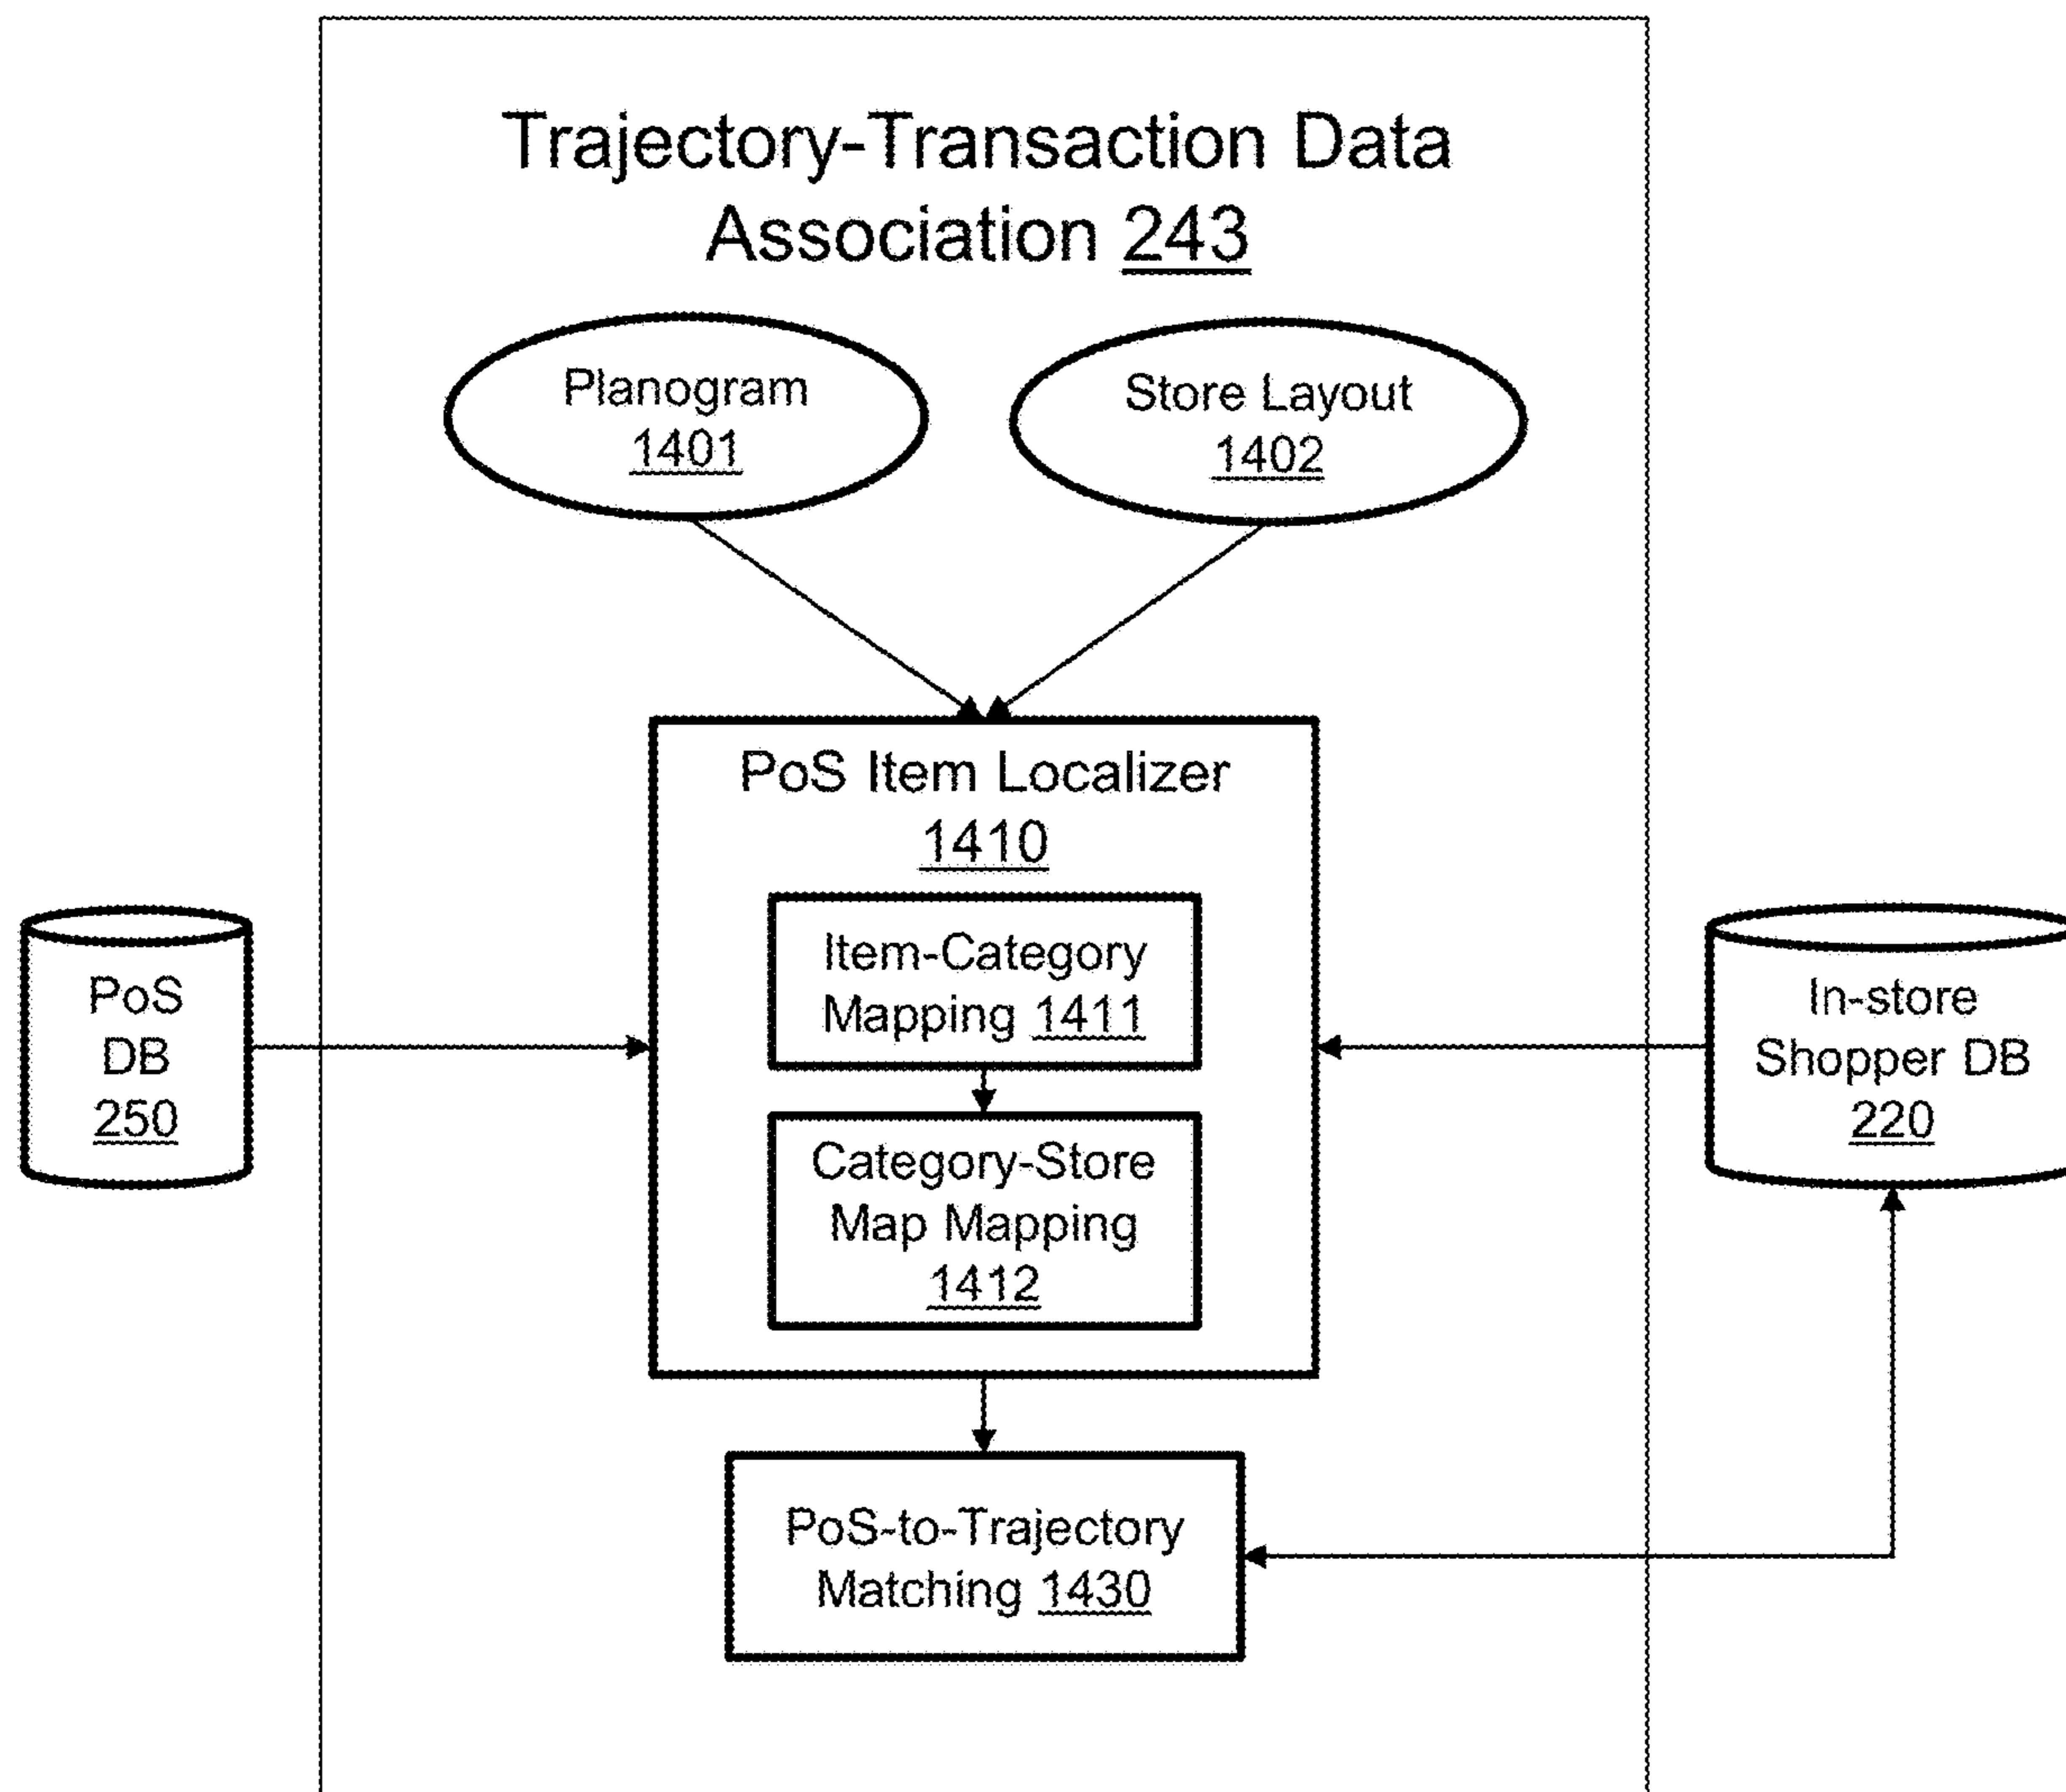 Trajectory-Transaction Data
Association 243
Planogram
1401
Store Layout
1402
PoS Item Localizer
1410
Item-Category
Mapping 1411
Category-Store
Map Mapping
1412
PoS
DB
250
In-store
Shopper DB
220
PoS-to-Trajectory
Matching 1430